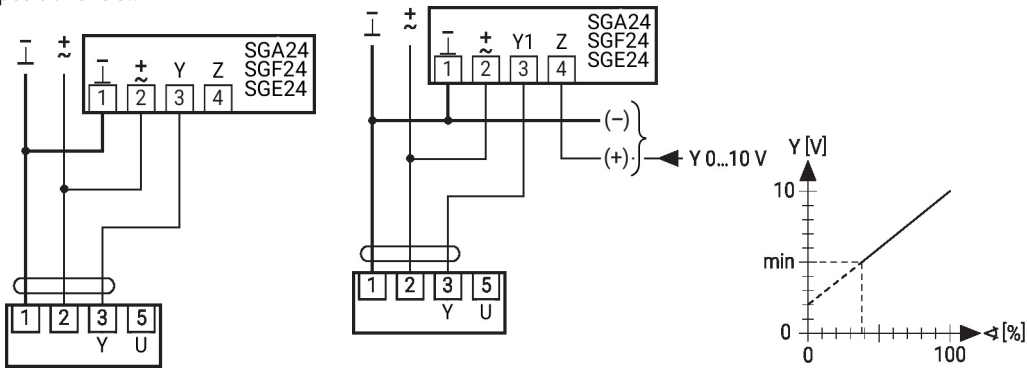 − + SGA24
⊥ ~ − + Y Z SGF24
⊥ ~ SGE24
1 2 3 4
1 2 3 5
Y U
− + SGA24
⊥ ~ − + Y1 Z SGF24
⊥ ~ SGE24
1 2 3 4
(−)
(+) Y 0...10 V
1 2 3 5
Y U
Y [V]
10
min
0
0 100
∢ [%]